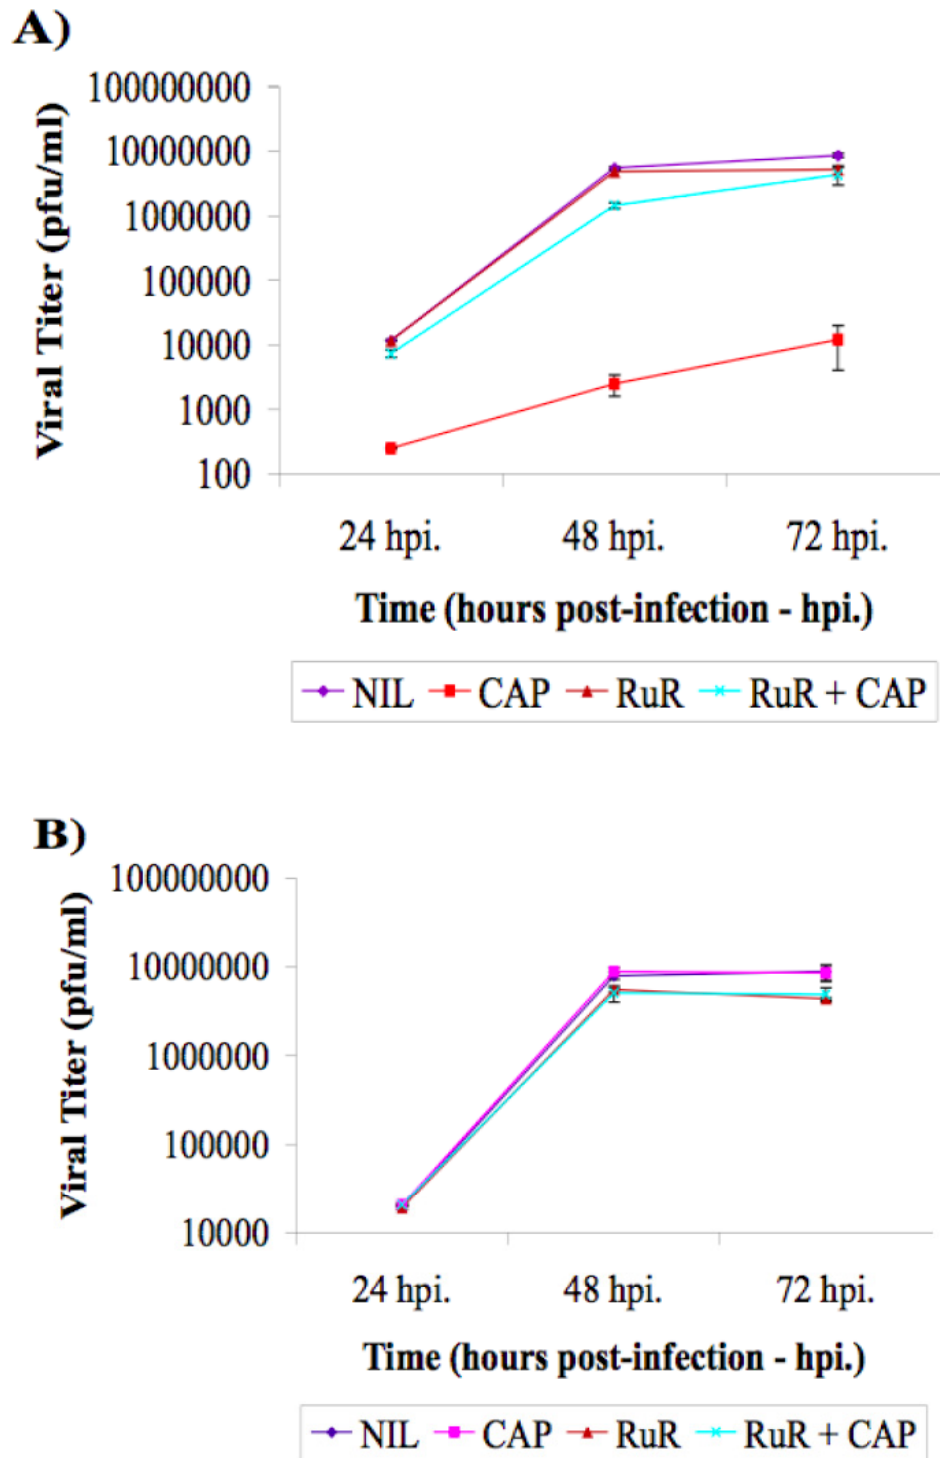 A)
Viral Titer (pfu/ml)
100000000
10000000
1000000
100000
10000
1000
100
24 hpi. 48 hpi. 72 hpi.
Time (hours post-infection - hpi.)
NIL CAP RuR RuR + CAP
B)
Viral Titer (pfu/ml)
100000000
10000000
1000000
100000
10000
24 hpi. 48 hpi. 72 hpi.
Time (hours post-infection - hpi.)
NIL CAP RuR RuR + CAP